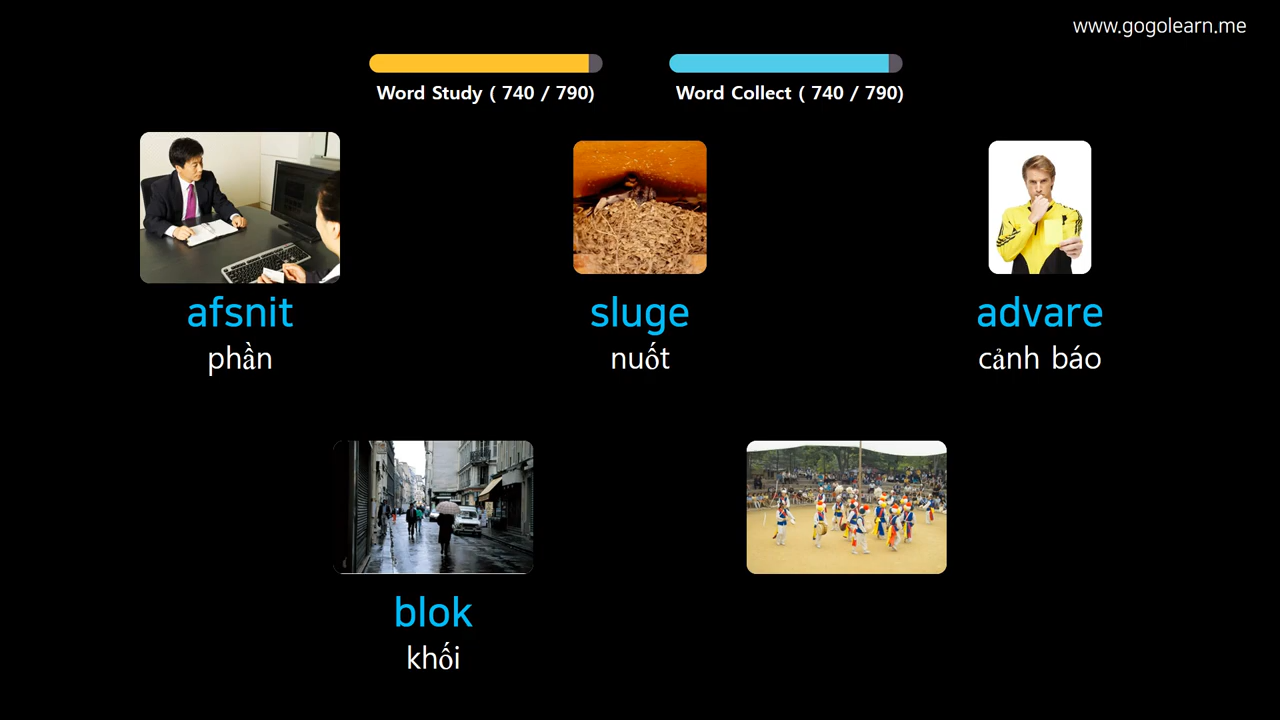 www.gogolearn.me
Word Study ( 740 / 790)
Word Collect ( 740 / 790)
afsnit
phần
sluge
nuốt
advare
cảnh báo
blok
khối